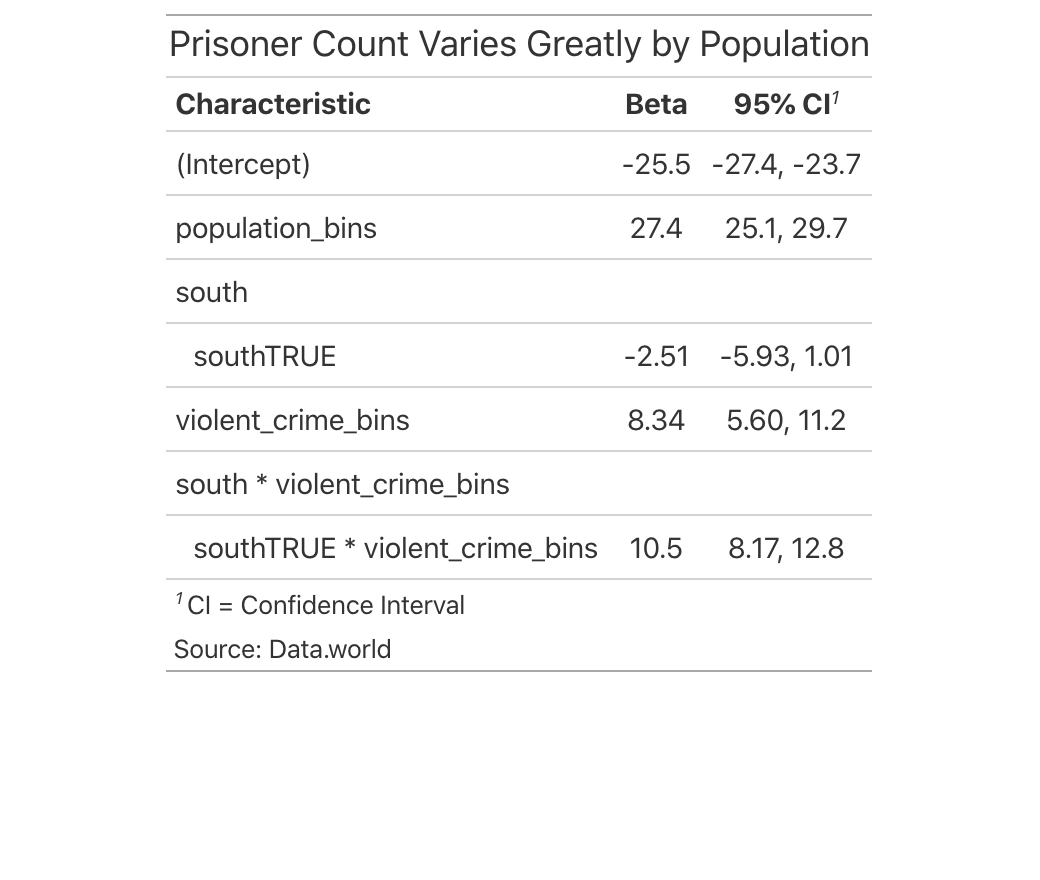 Prisoner Count Varies Greatly by Population
Characteristic Beta 95% CI1
(Intercept) -25.5 -27.4, -23.7
population_bins 27.4 25.1, 29.7
south
southTRUE -2.51 -5.93, 1.01
violent_crime_bins 8.34 5.60, 11.2
south * violent_crime_bins
southTRUE * violent_crime_bins 10.5 8.17, 12.8
1 CI = Confidence Interval
Source: Data.world